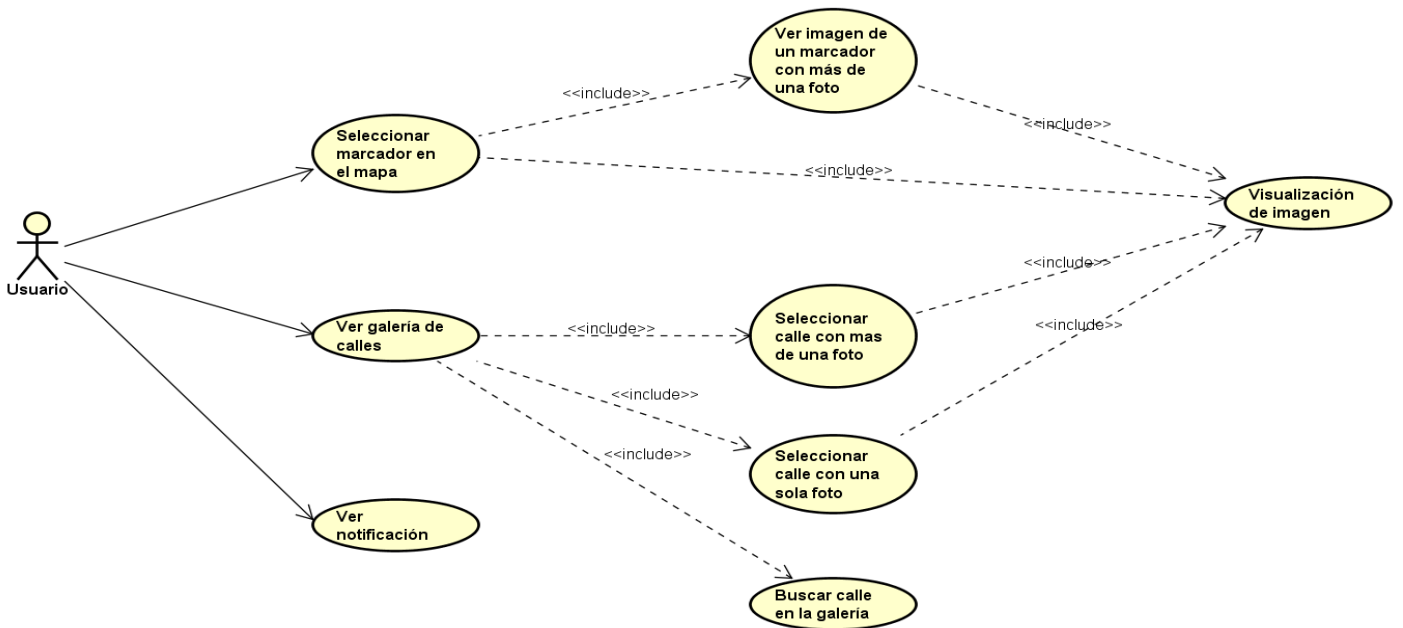 Ver imagen de
un marcador
con más de
una foto
<<include>>
<<include>>
Seleccionar
marcador en
el mapa
<<include>>
Visualización
de imagen
<<include>>
Usuario
Ver galería de
calles
<<include>>
Seleccionar
calle con mas
de una foto
<<include>>
<<include>>
<<include>>
Seleccionar
calle con una
sola foto
Ver
notificación
Buscar calle
en la galería